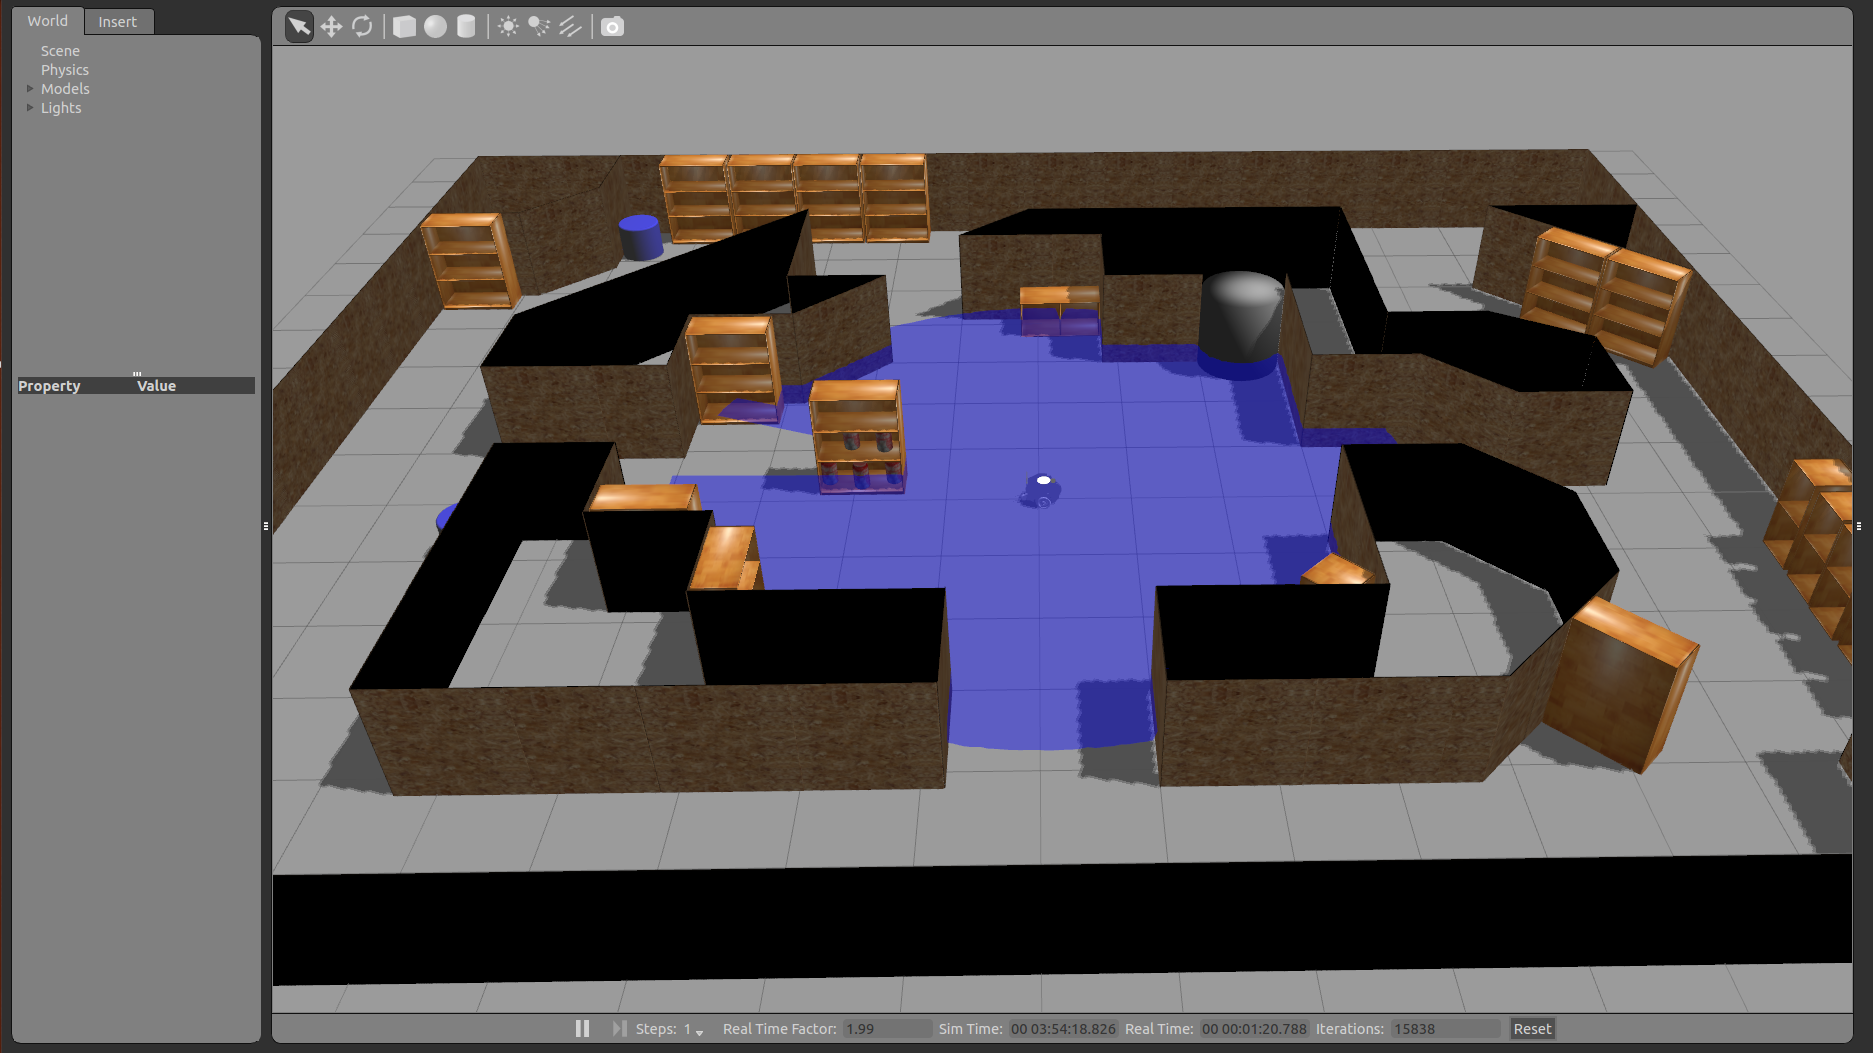 World Insert
Scene
Physics
Models
Lights
Property Value
Steps: 1 Real Time Factor: 1.99 Sim Time: 00 03:54:18.826 Real Time: 00 00:01:20.788 Iterations: 15838 Reset